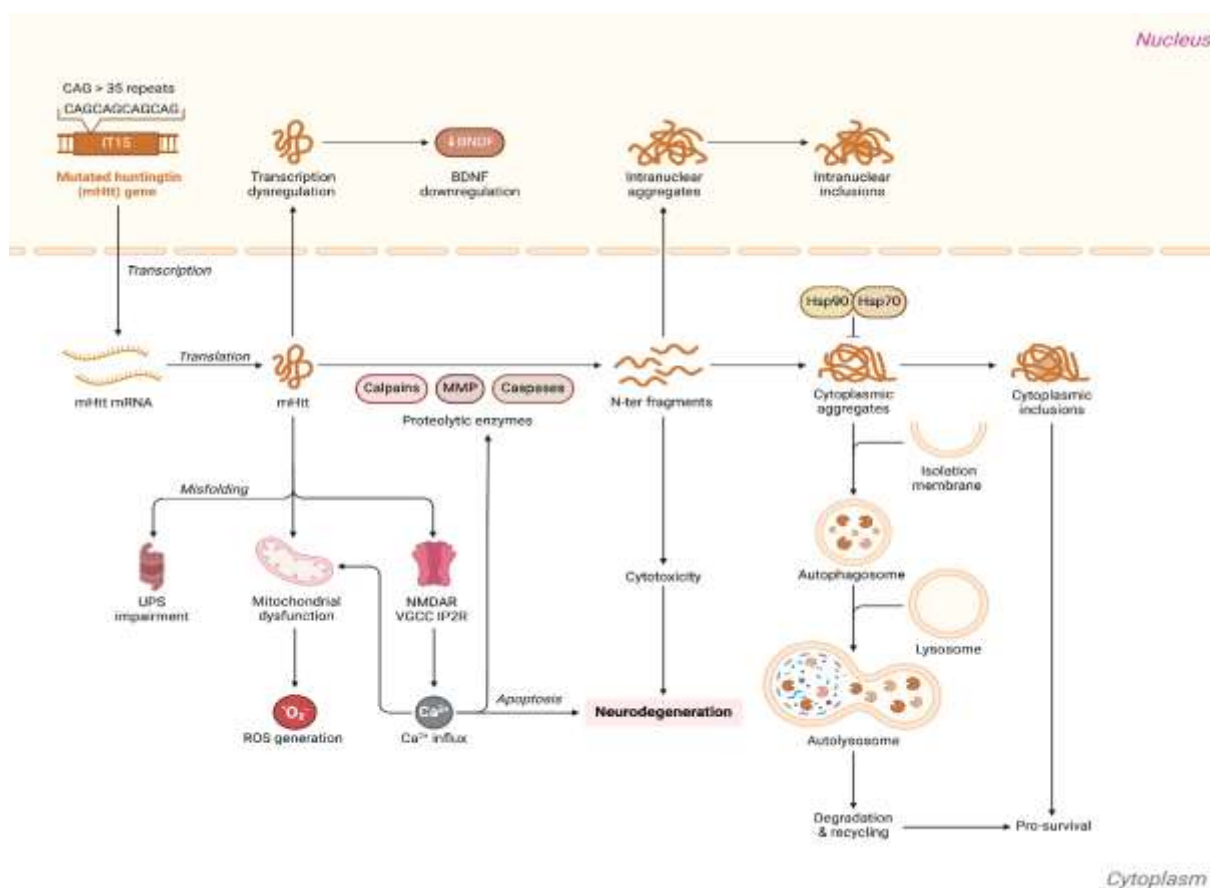 Nucleus
CAG > 35 repeats
CAGCAGCAGCAG
IT15
Mutated huntingtin
(mHtt) gene
Transcription
dysregulation
↓BNDF
BDNF
downregulation
Intranuclear
aggregates
Intranuclear
inclusions
Transcription
Hsp90
Hsp70
Translation
mHtt mRNA
mHtt
Calpains
MMP
Caspases
Proteolytic enzymes
N-ter fragments
Cytoplasmic
aggregates
Cytoplasmic
inclusions
Isolation
membrane
Misfolding
UPS
impairment
Mitochondrial
dysfunction
NMDAR
VGCC IP2R
Cytotoxicity
Autophagosome
Lysosome
•O₂⁻
ROS generation
Ca²⁺
Ca²⁺ influx
Apoptosis
Neurodegeneration
Autolysosome
Degradation
& recycling
Pro-survival
Cytoplasm